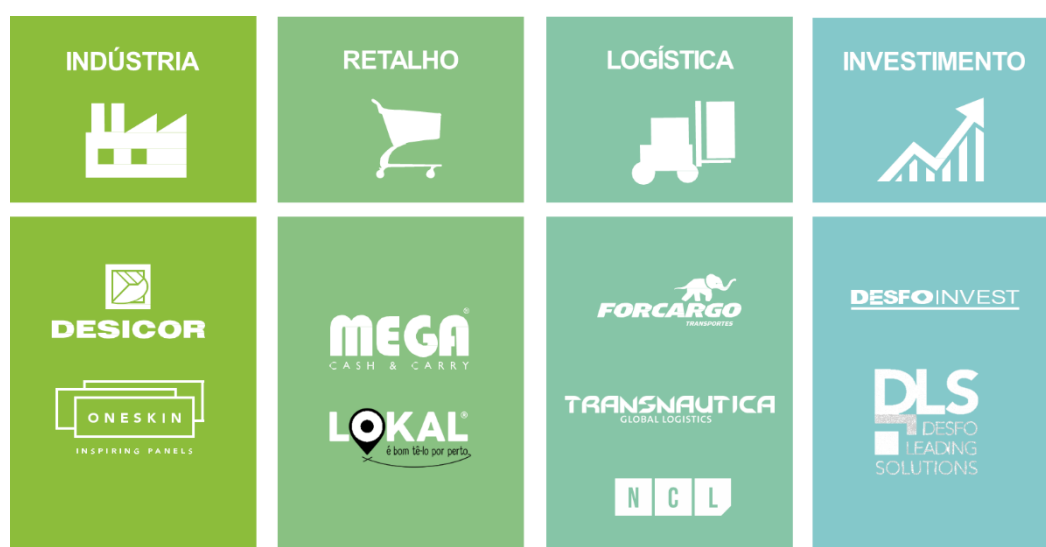 INDÚSTRIA
RETALHO
LOGÍSTICA
INVESTIMENTO
DESICOR
ONESKIN
INSPIRING PANELS
MEGA®
CASH & CARRY
LOKAL®
é bom tê-lo por perto.
FORCARGO
TRANSPORTES
TRANSNAUTICA
GLOBAL LOGISTICS
NCL
DESFOINVEST
DLS
DESFO
LEADING
SOLUTIONS